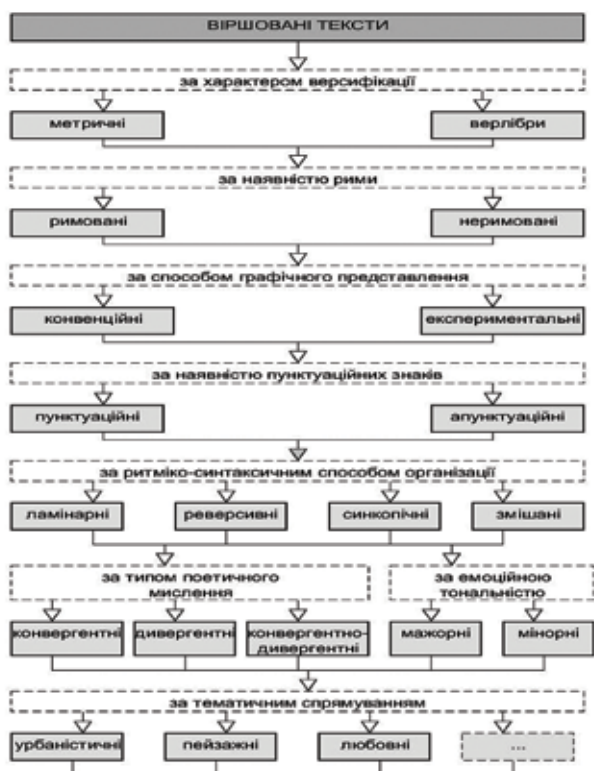 ВІРШОВАНІ ТЕКСТИ
за характером версифікації
метричні верлібри
за наявністю рими
римовані неримовані
за способом графічного представлення
конвенційні експериментальні
за наявністю пунктуаційних знаків
пунктуаційні апунктуаційні
за ритміко-синтаксичним способом організації
ламінарні реверсивні синкопічні змішані
за типом поетичного
мислення
за емоційною
тональністю
конвергентні дивергентні
конвергентно-
дивергентні
мажорні мінорні
за тематичним спрямуванням
урбаністичні пейзажні любовні ...